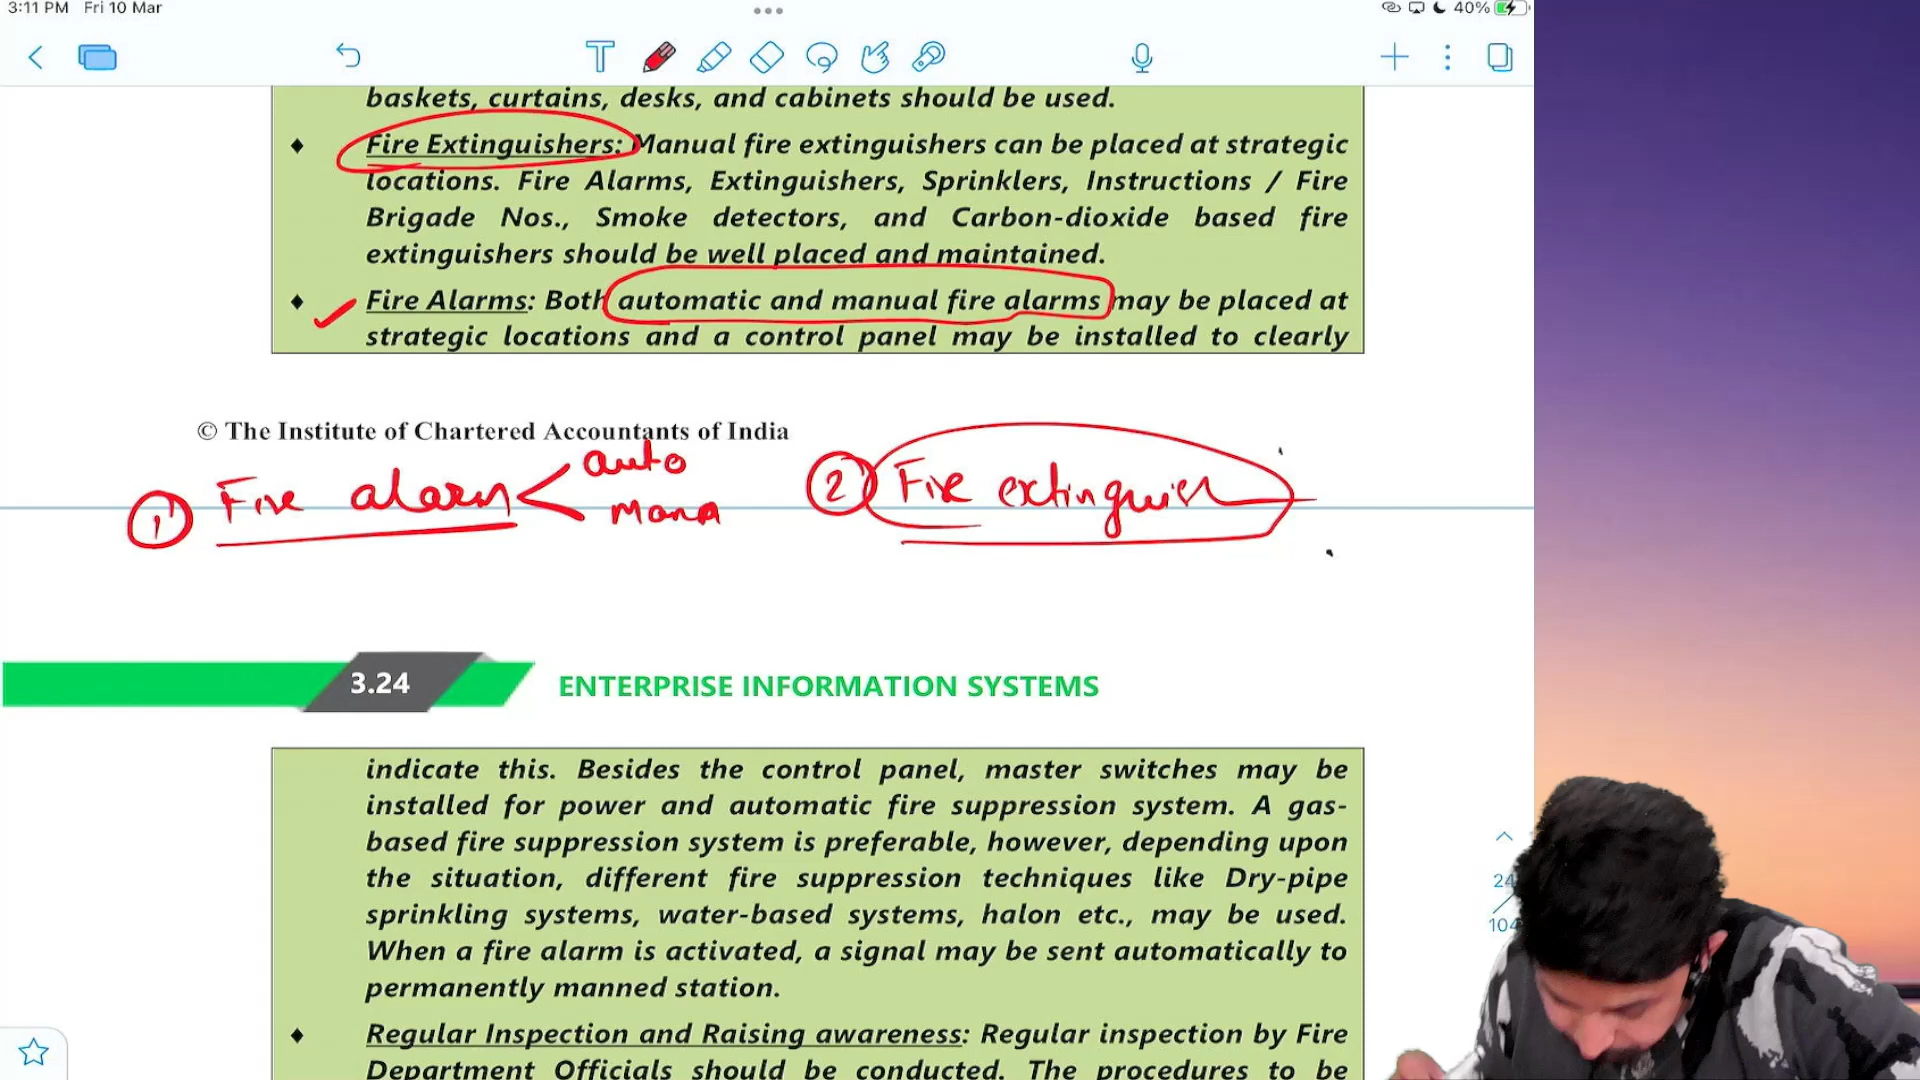 3:11 PM Fri 10 Mar
40%
baskets, curtains, desks, and cabinets should be used.
♦ Fire Extinguishers: Manual fire extinguishers can be placed at strategic
locations. Fire Alarms, Extinguishers, Sprinklers, Instructions / Fire
Brigade Nos., Smoke detectors, and Carbon-dioxide based fire
extinguishers should be well placed and maintained.
♦ Fire Alarms: Both automatic and manual fire alarms may be placed at
strategic locations and a control panel may be installed to clearly
© The Institute of Chartered Accountants of India
1 Fire alarm < auto
mana
2 Fire extinguish
3.24 ENTERPRISE INFORMATION SYSTEMS
indicate this. Besides the control panel, master switches may be
installed for power and automatic fire suppression system. A gas-
based fire suppression system is preferable, however, depending upon
the situation, different fire suppression techniques like Dry-pipe
sprinkling systems, water-based systems, halon etc., may be used.
When a fire alarm is activated, a signal may be sent automatically to
permanently manned station.
♦ Regular Inspection and Raising awareness: Regular inspection by Fire
Department Officials should be conducted. The procedures to be
24
104